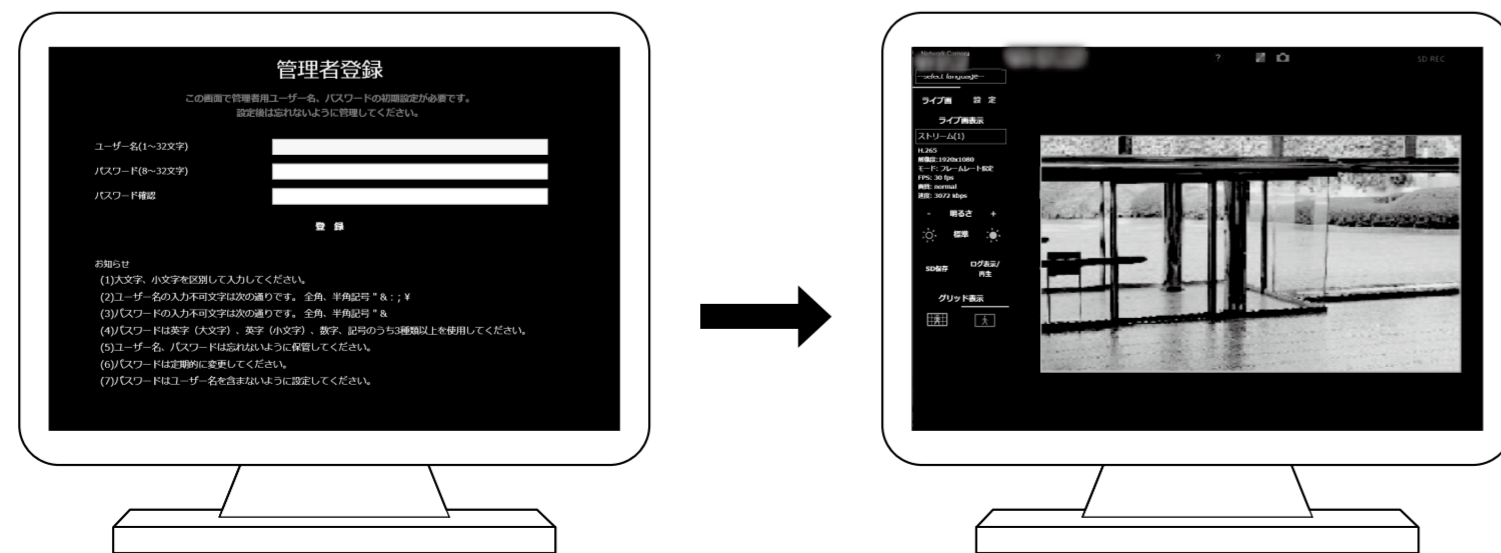 管理者登録
この画面で管理者用ユーザー名、パスワードの初期設定が必要です。
設定後は忘れないように管理してください。
ユーザー名(1～32文字)
パスワード(8～32文字)
パスワード確認
登 録
お知らせ
(1)大文字、小文字を区別して入力してください。
(2)ユーザー名の入力不可文字は次の通りです。 全角、半角記号 " & : ; ¥
(3)パスワードの入力不可文字は次の通りです。 全角、半角記号 " &
(4)パスワードは英字（大文字）、英字（小文字）、数字、記号のうち3種類以上を使用してください。
(5)ユーザー名、パスワードは忘れないように保管してください。
(6)パスワードは定期的に変更してください。
(7)パスワードはユーザー名を含まないように設定してください。
Network Camera
? SD REC
--select language--
ライブ画 設 定
ライブ画表示
ストリーム(1)
H.265
解像度:1920x1080
モード: フレームレート指定
FPS: 30 fps
画質: normal
速度: 3072 kbps
- 明るさ +
標準
SD保存 ログ表示/
再生
グリッド表示